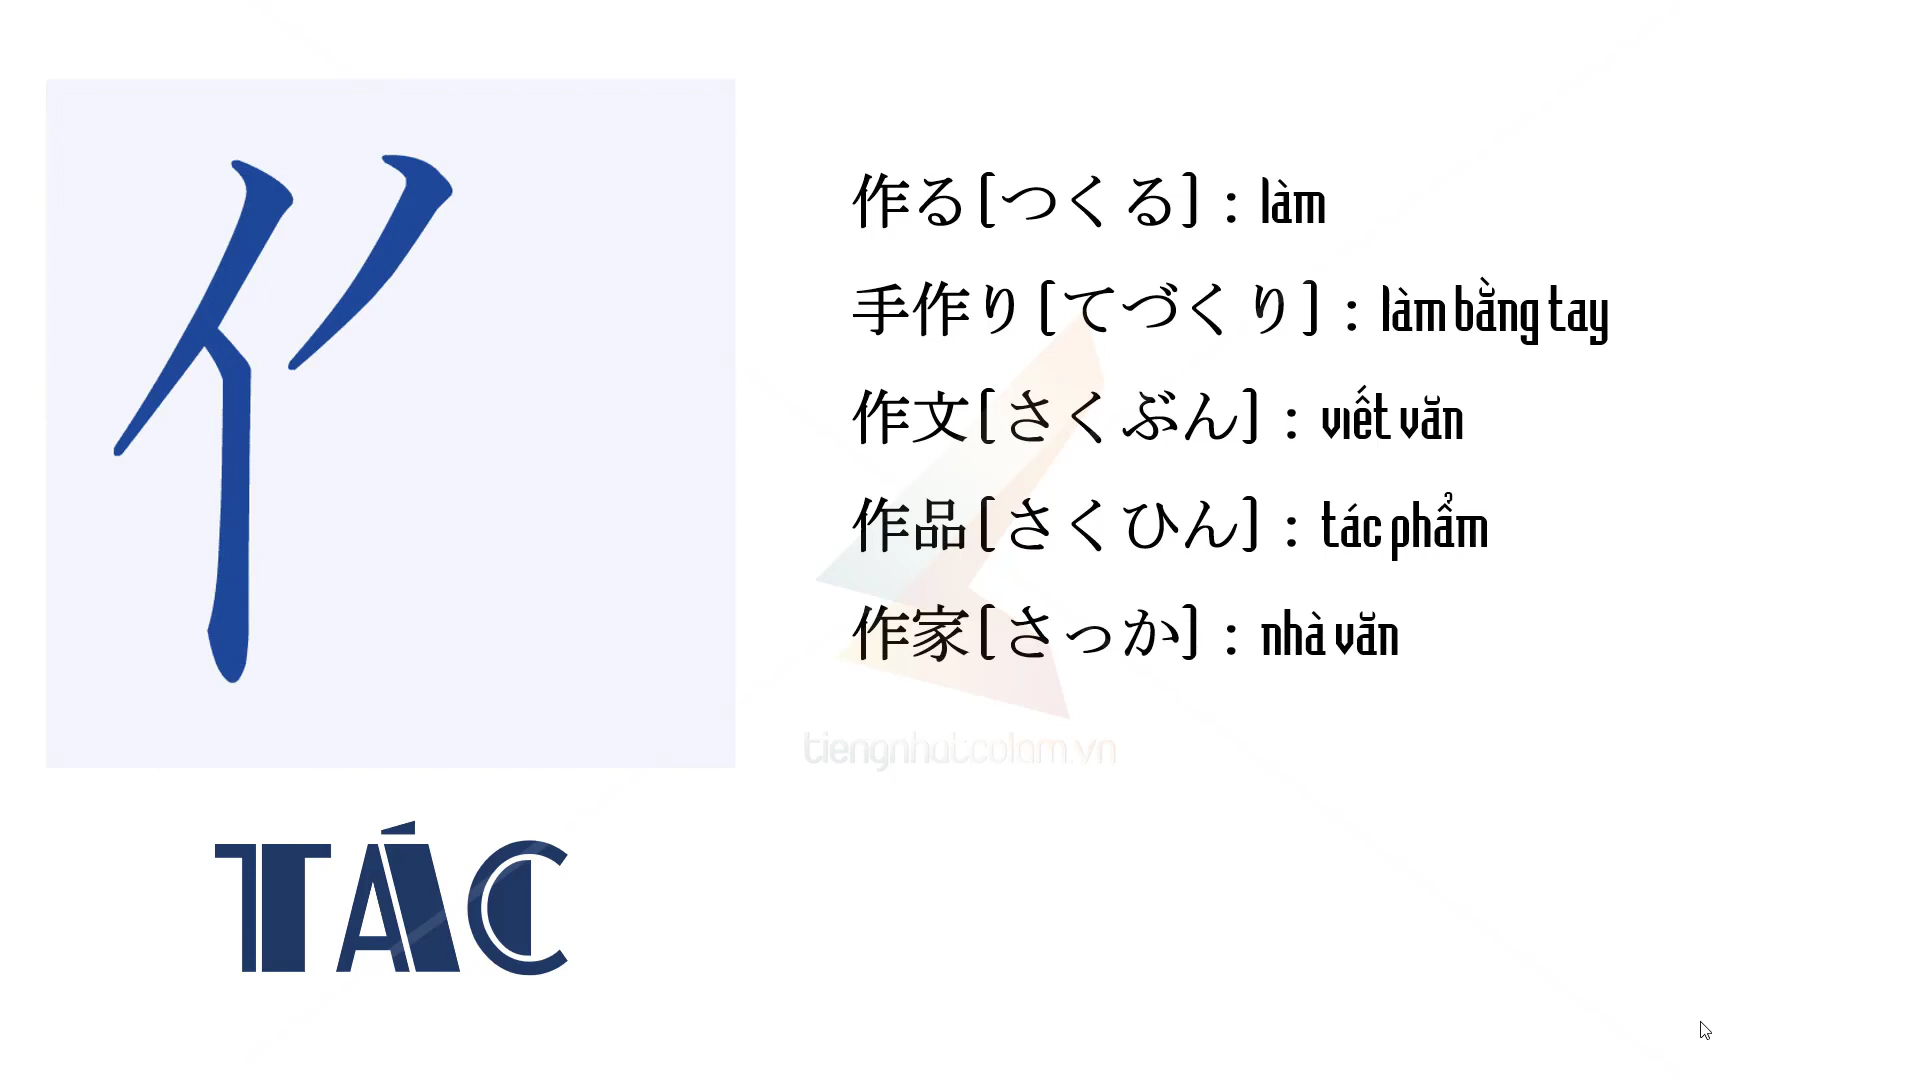 作る[つくる]：làm
手作り[てづくり]：làm bằng tay
作文[さくぶん]：viết văn
作品[さくひん]：tác phẩm
作家[さっか]：nhà văn
tiengnhatcolam.vn
TÁC